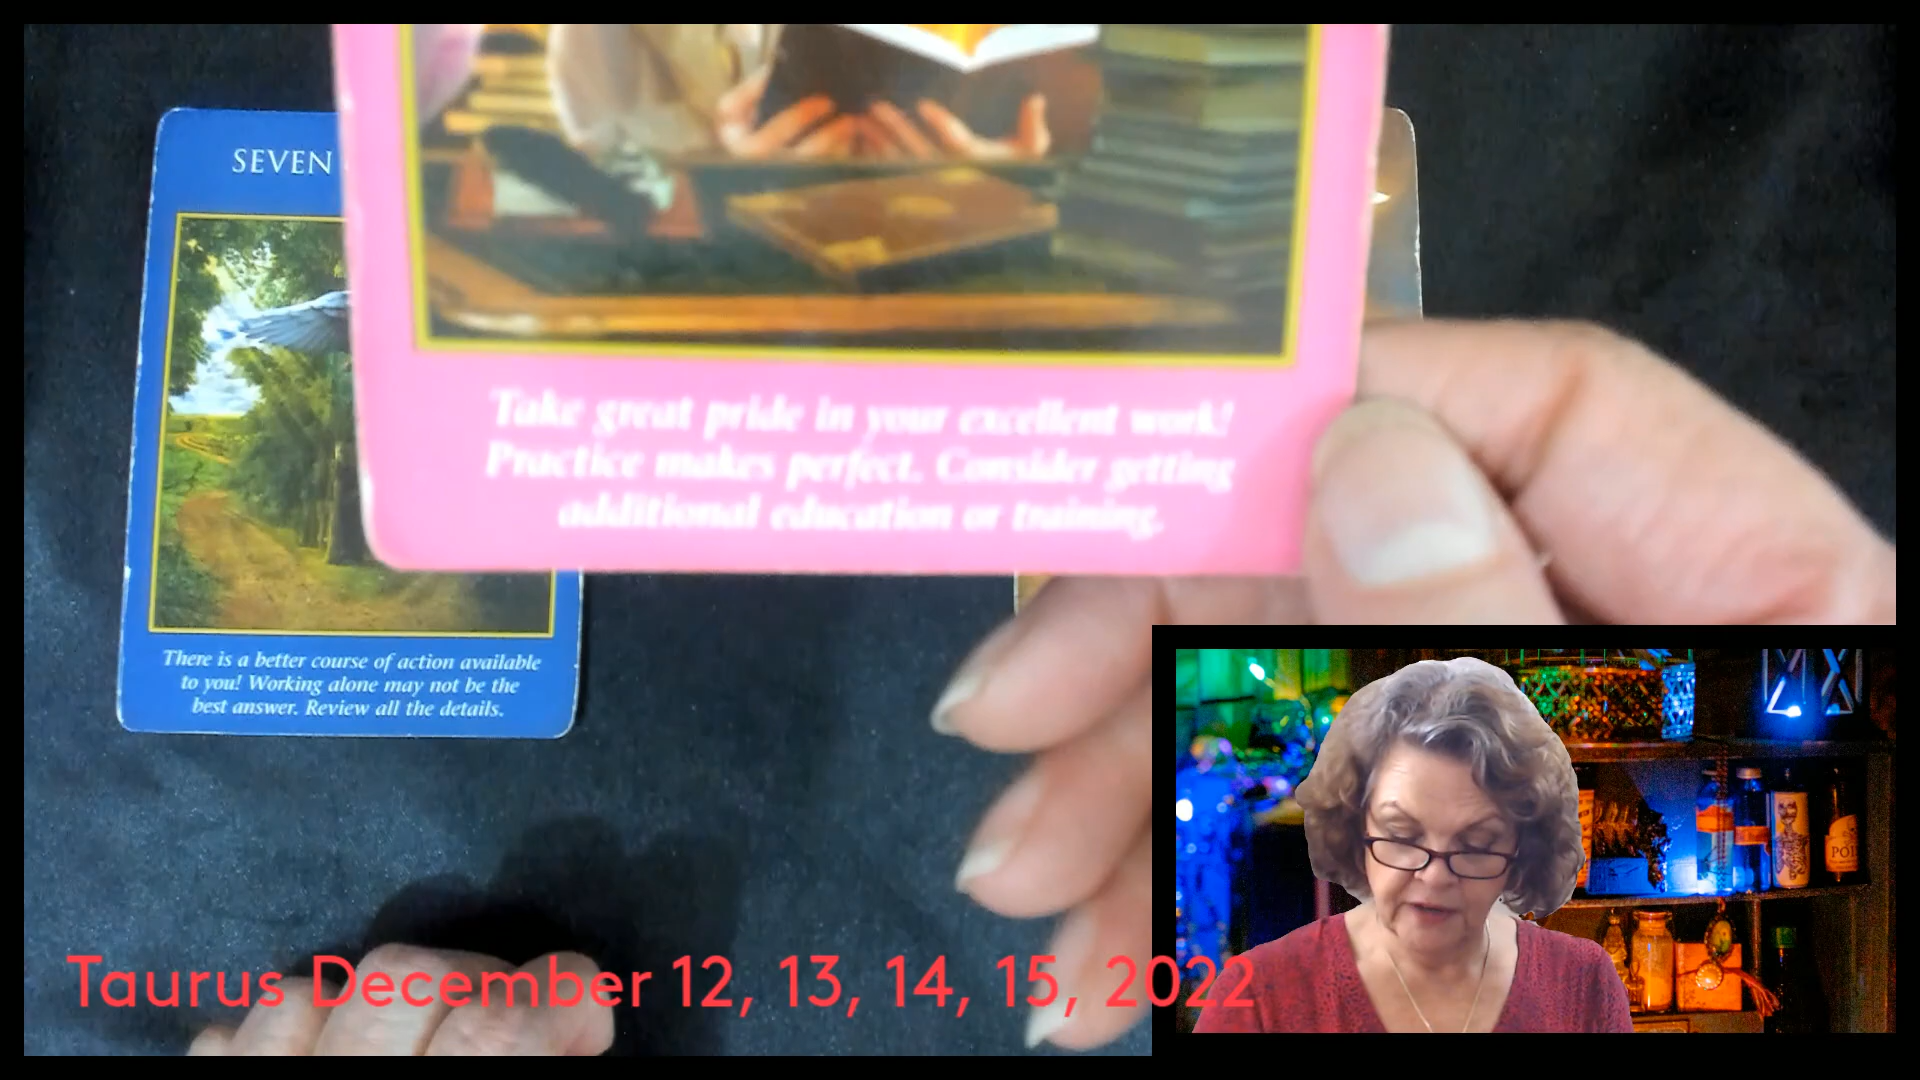 SEVEN
Take great pride in your excellent work!
Practice makes perfect. Consider getting
additional education or training.
There is a better course of action available
to you! Working alone may not be the
best answer. Review all the details.
POI
Taurus December 12, 13, 14, 15, 2022